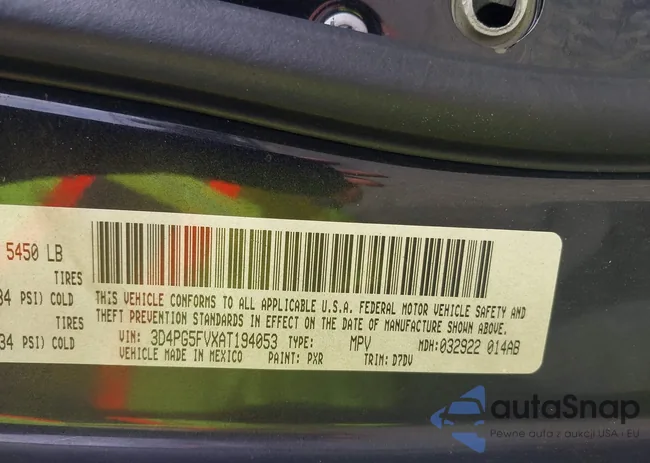 5450 LB
TIRES
34 PSI) COLD
TIRES
34 PSI) COLD
THIS VEHICLE CONFORMS TO ALL APPLICABLE U.S.A. FEDERAL MOTOR VEHICLE SAFETY AND
THEFT PREVENTION STANDARDS IN EFFECT ON THE DATE OF MANUFACTURE SHOWN ABOVE.
VIN: 3D4PG5FVXAT194053 TYPE: MPV MDH: 032922 014AB
VEHICLE MADE IN MEXICO PAINT: PXR TRIM: D7DV
autaSnap
Pewne auta z aukcji USA - EU